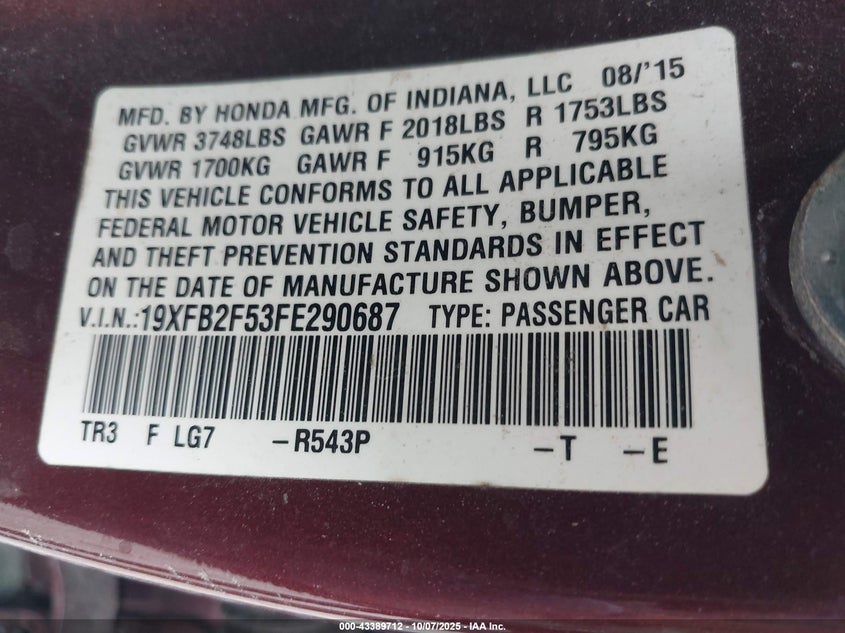 MFD. BY HONDA MFG. OF INDIANA, LLC 08/'15
GVWR 3748LBS GAWR F 2018LBS R 1753LBS
GVWR 1700KG GAWR F 915KG R 795KG
THIS VEHICLE CONFORMS TO ALL APPLICABLE
FEDERAL MOTOR VEHICLE SAFETY, BUMPER,
AND THEFT PREVENTION STANDARDS IN EFFECT
ON THE DATE OF MANUFACTURE SHOWN ABOVE.
V.I.N.:19XFB2F53FE290687 TYPE: PASSENGER CAR
TR3 F LG7 -R543P -T -E
000-43389712 - 10/07/2025 - IAA Inc.